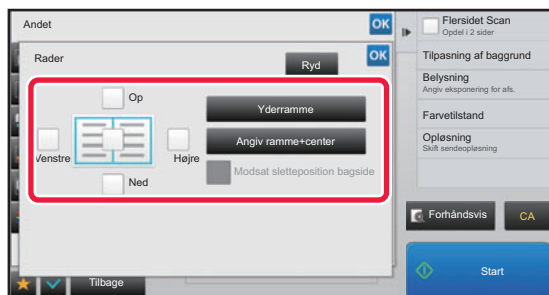 Andet
OK
Rader
Ryd
OK
Op
Venstre
Højre
Ned
Yderramme
Angiv ramme+center
Modsat sletteposition bagside
Tilbage
Flersidet Scan
Opdel i 2 sider
Tilpasning af baggrund
Belysning
Angiv eksponering for afs.
Farvetilstand
Opløsning
Skift sendeopløsning
Forhåndsvis
CA
Start